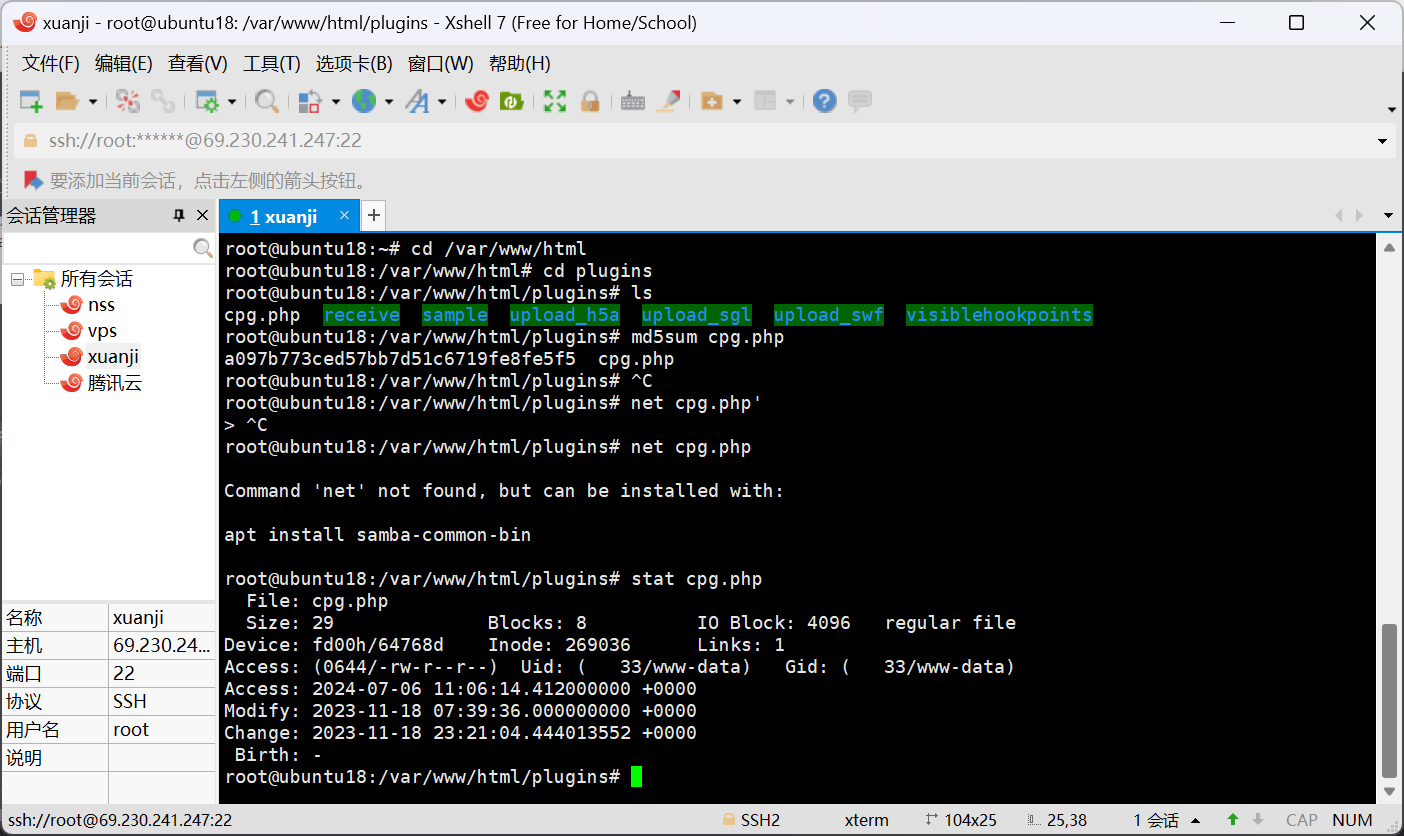 xuanji - root@ubuntu18: /var/www/html/plugins - Xshell 7 (Free for Home/School)
文件(F) 编辑(E) 查看(V) 工具(T) 选项卡(B) 窗口(W) 帮助(H)
ssh://root:******@69.230.241.247:22
要添加当前会话，点击左侧的箭头按钮。
会话管理器
所有会话
nss
vps
xuanji
腾讯云
名称 xuanji
主机 69.230.24...
端口 22
协议 SSH
用户名 root
说明
1 xuanji
root@ubuntu18:~# cd /var/www/html
root@ubuntu18:/var/www/html# cd plugins
root@ubuntu18:/var/www/html/plugins# ls
cpg.php  receive  sample  upload_h5a  upload_sgl  upload_swf  visiblehookpoints
root@ubuntu18:/var/www/html/plugins# md5sum cpg.php
a097b773ced57bb7d51c6719fe8fe5f5  cpg.php
root@ubuntu18:/var/www/html/plugins# ^C
root@ubuntu18:/var/www/html/plugins# net cpg.php'
> ^C
root@ubuntu18:/var/www/html/plugins# net cpg.php
Command 'net' not found, but can be installed with:
apt install samba-common-bin
root@ubuntu18:/var/www/html/plugins# stat cpg.php
  File: cpg.php
  Size: 29              Blocks: 8          IO Block: 4096   regular file
Device: fd00h/64768d    Inode: 269036      Links: 1
Access: (0644/-rw-r--r--)  Uid: (   33/www-data)   Gid: (   33/www-data)
Access: 2024-07-06 11:06:14.412000000 +0000
Modify: 2023-11-18 07:39:36.000000000 +0000
Change: 2023-11-18 23:21:04.444013552 +0000
 Birth: -
root@ubuntu18:/var/www/html/plugins#
ssh://root@69.230.241.247:22 SSH2 xterm 104x25 25,38 1 会话 CAP NUM